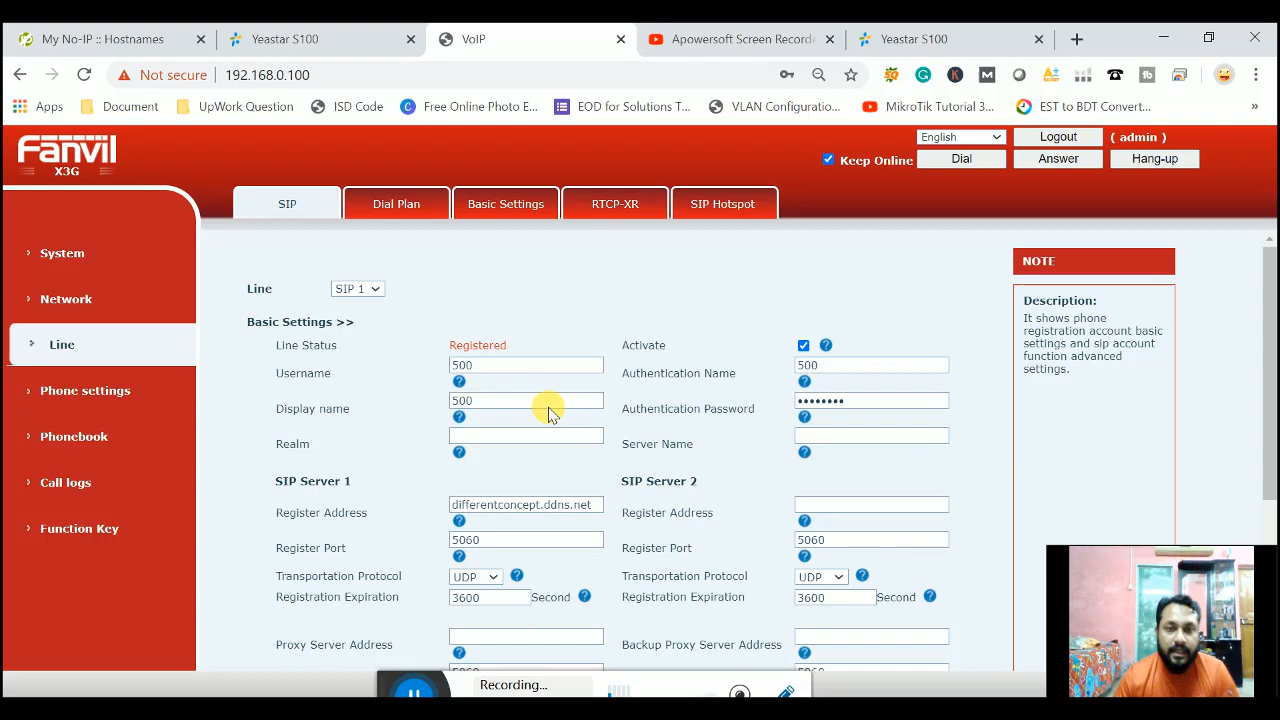 My No-IP :: Hostnames
Yeastar S100
VoIP
Apowersoft Screen Recorde
Yeastar S100
Not secure
192.168.0.100
Apps
Document
UpWork Question
ISD Code
Free Online Photo E...
EOD for Solutions T...
VLAN Configuratio...
MikroTik Tutorial 3...
EST to BDT Convert...
»
Fanvil
X3G
English
Logout
( admin )
Keep Online
Dial
Answer
Hang-up
SIP
Dial Plan
Basic Settings
RTCP-XR
SIP Hotspot
System
Network
Line
Phone settings
Phonebook
Call logs
Function Key
Line
SIP 1
Basic Settings >>
Line Status
Registered
Activate
Username
500
Authentication Name
500
Display name
500
Authentication Password
••••••••
Realm
Server Name
SIP Server 1
SIP Server 2
Register Address
differentconcept.ddns.net
Register Address
Register Port
5060
Register Port
5060
Transportation Protocol
UDP
Transportation Protocol
UDP
Registration Expiration
3600
Second
Registration Expiration
3600
Second
Proxy Server Address
Backup Proxy Server Address
NOTE
Description:
It shows phone
registration account basic
settings and sip account
function advanced
settings.
Recording...